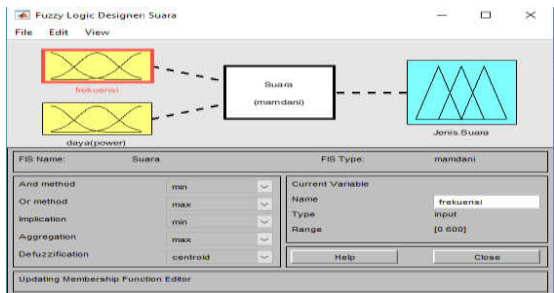 Fuzzy Logic Designer: Suara
File Edit View
frekuensi
daya(power)
Suara
(mamdani)
Jenis.Suara
FIS Name: Suara FIS Type: mamdani
And method min
Or method max
Implication min
Aggregation max
Defuzzification centroid
Current Variable
Name frekuensi
Type input
Range [0 600]
Help Close
Updating Membership Function Editor